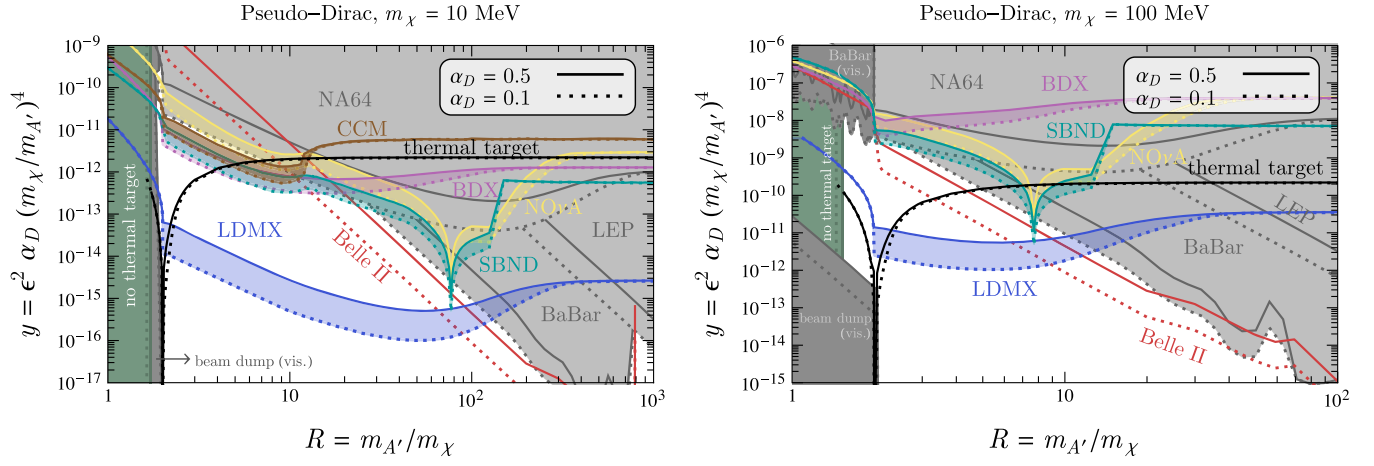 Pseudo−Dirac, m_χ = 10 MeV
y = ϵ² α_D (m_χ/m_A′)⁴
10⁻⁹
10⁻¹⁰
10⁻¹¹
10⁻¹²
10⁻¹³
10⁻¹⁴
10⁻¹⁵
10⁻¹⁶
10⁻¹⁷
α_D = 0.5
α_D = 0.1
NA64
CCM
thermal target
BDX
NOνA
LDMX
LEP
Belle II
SBND
no thermal target
BaBar
beam dump (vis.)
1
10
10²
10³
R = m_A′/m_χ
Pseudo−Dirac, m_χ = 100 MeV
y = ϵ² α_D (m_χ/m_A′)⁴
10⁻⁶
10⁻⁷
10⁻⁸
10⁻⁹
10⁻¹⁰
10⁻¹¹
10⁻¹²
10⁻¹³
10⁻¹⁴
10⁻¹⁵
BaBar
(vis.)
α_D = 0.5
α_D = 0.1
NA64
BDX
SBND
NOνA
thermal target
no thermal target
LEP
BaBar
LDMX
beam dump
(vis.)
Belle II
1
10
10²
R = m_A′/m_χ